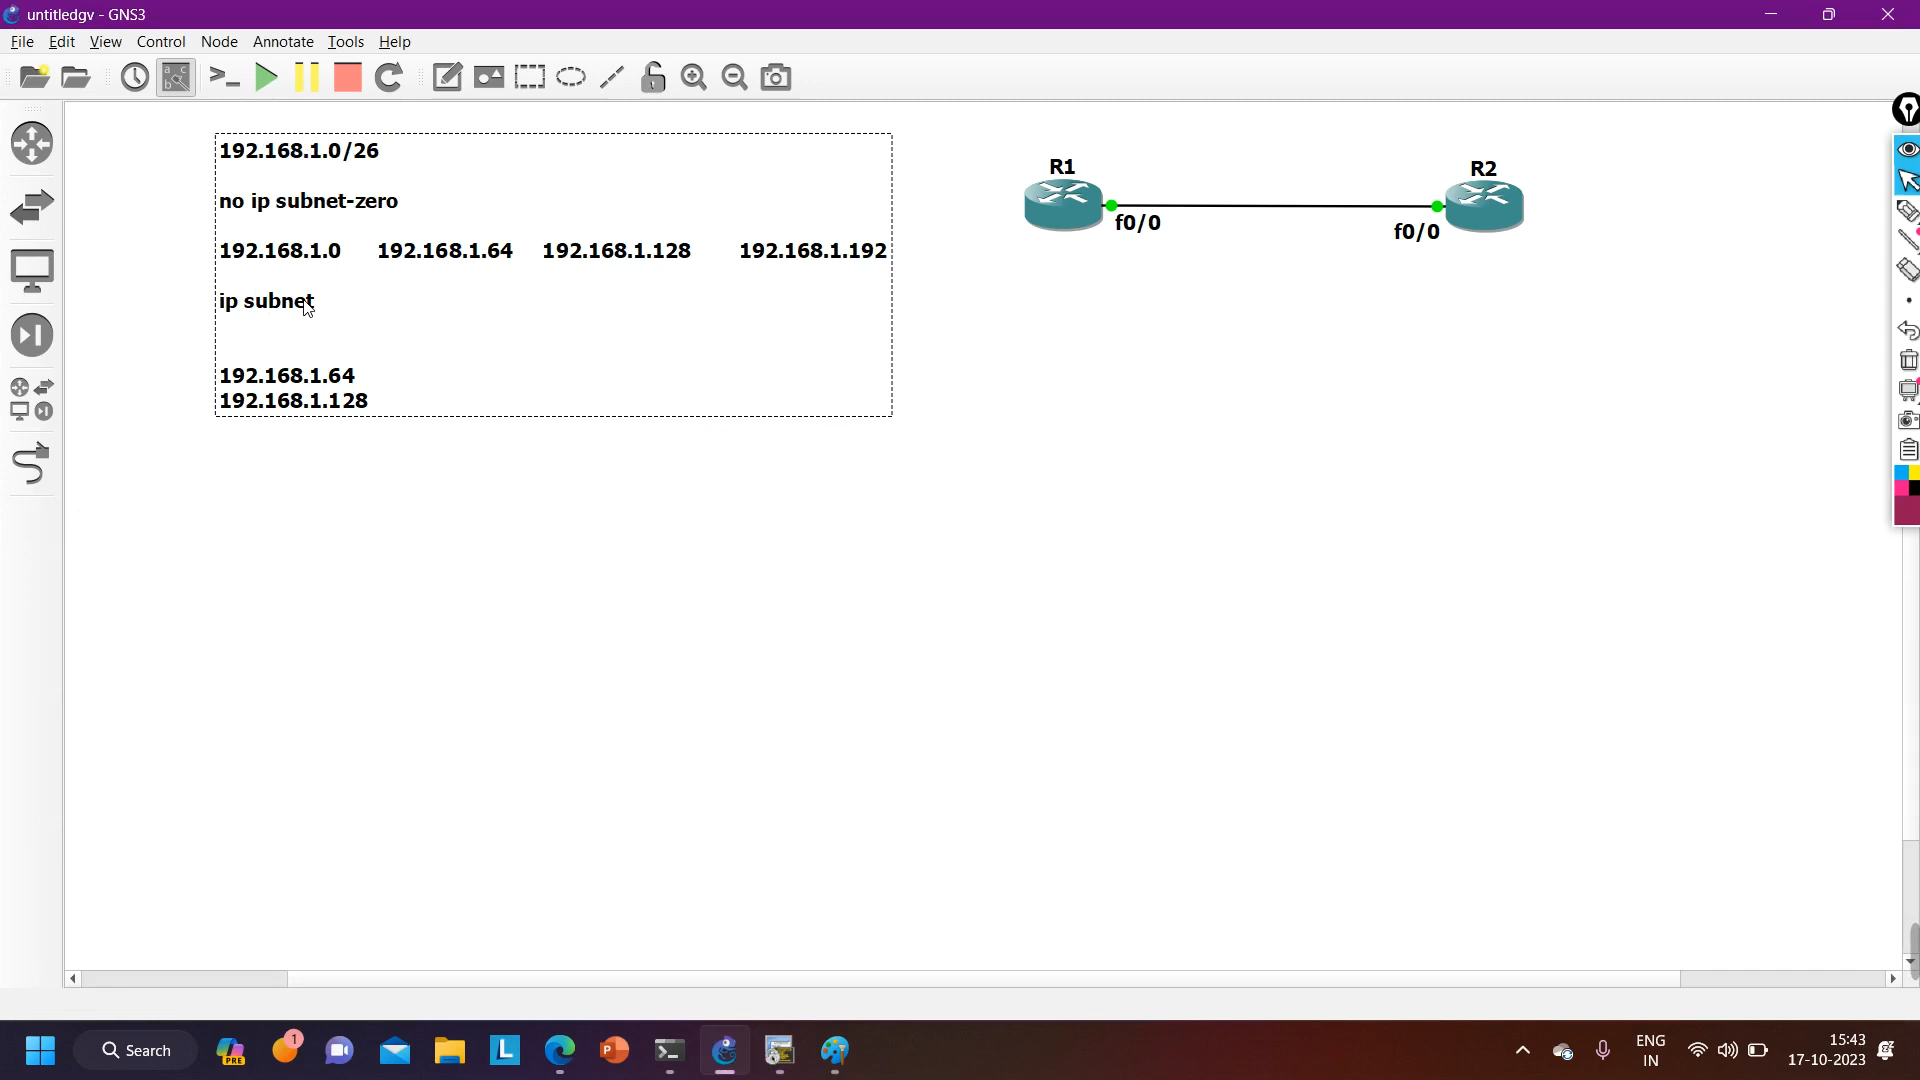 untitledgv - GNS3
File Edit View Control Node Annotate Tools Help
192.168.1.0/26
no ip subnet-zero
192.168.1.0 192.168.1.64 192.168.1.128 192.168.1.192
ip subnet
192.168.1.64
192.168.1.128
R1
R2
f0/0
f0/0
Search
PRE
1
L
P
ENG
IN
15:43
17-10-2023